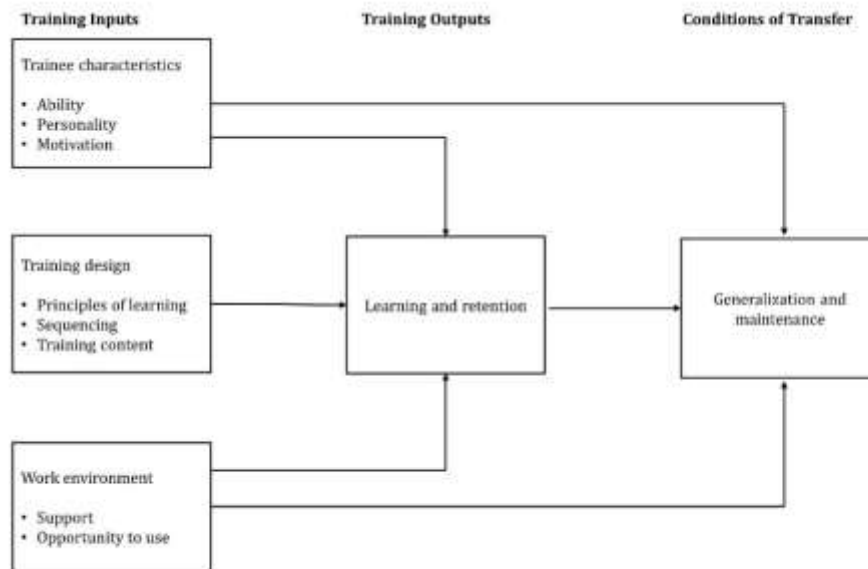 Training Inputs
Training Outputs
Conditions of Transfer
Trainee characteristics
• Ability
• Personality
• Motivation
Training design
• Principles of learning
• Sequencing
• Training content
Learning and retention
Generalization and
maintenance
Work environment
• Support
• Opportunity to use